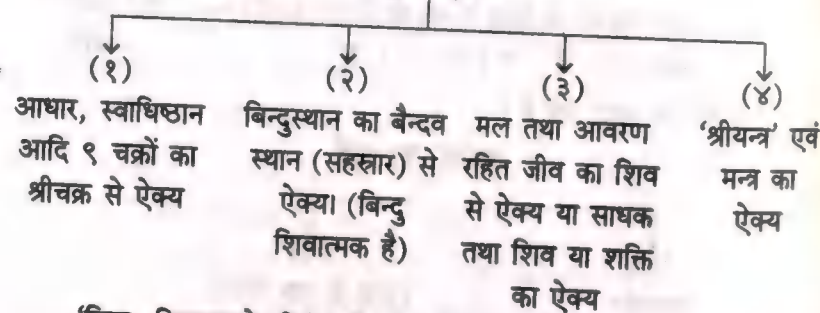 (१)
आधार, स्वाधिष्ठान
आदि ९ चक्रों का
श्रीचक्र से ऐक्य
(२)
बिन्दुस्थान का बैन्दव
स्थान (सहस्रार) से
ऐक्य। (बिन्दु
शिवात्मक है)
(३)
मल तथा आवरण
रहित जीव का शिव
से ऐक्य या साधक
तथा शिव या शक्ति
का ऐक्य
(४)
'श्रीयन्त्र' एवं
मन्त्र का
ऐक्य